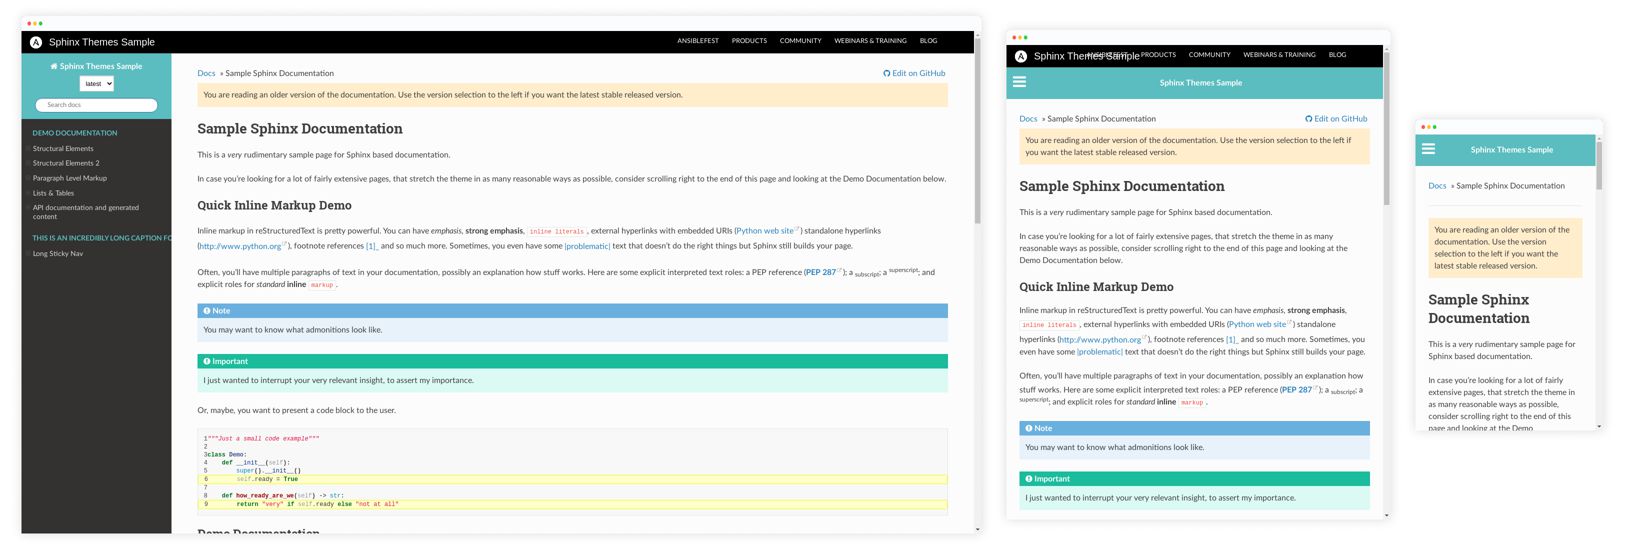 Sphinx Themes Sample
ANSIBLEFEST PRODUCTS COMMUNITY WEBINARS & TRAINING BLOG
Sphinx Themes Sample
latest
Search docs
DEMO DOCUMENTATION
Structural Elements
Structural Elements 2
Paragraph Level Markup
Lists & Tables
API documentation and generated
content
THIS IS AN INCREDIBLY LONG CAPTION FO
Long Sticky Nav
Docs » Sample Sphinx Documentation
Edit on GitHub
You are reading an older version of the documentation. Use the version selection to the left if you want the latest stable released version.
Sample Sphinx Documentation
This is a very rudimentary sample page for Sphinx based documentation.
In case you're looking for a lot of fairly extensive pages, that stretch the theme in as many reasonable ways as possible, consider scrolling right to the end of this page and looking at the Demo Documentation below.
Quick Inline Markup Demo
Inline markup in reStructuredText is pretty powerful. You can have emphasis, strong emphasis, inline literals , external hyperlinks with embedded URIs (Python web site) standalone hyperlinks
(http://www.python.org), footnote references [1]_ and so much more. Sometimes, you even have some |problematic| text that doesn't do the right things but Sphinx still builds your page.
Often, you'll have multiple paragraphs of text in your documentation, possibly an explanation how stuff works. Here are some explicit interpreted text roles: a PEP reference (PEP 287); a subscript; a superscript; and
explicit roles for standard inline markup .
Note
You may want to know what admonitions look like.
Important
I just wanted to interrupt your very relevant insight, to assert my importance.
Or, maybe, you want to present a code block to the user.
1"""Just a small code example"""
2
3class Demo:
4    def __init__(self):
5        super().__init__()
6        self.ready = True
7
8    def how_ready_are_we(self) -> str:
9        return "very" if self.ready else "not at all"
Demo Documentation
Sphinx Themes Sample
ANSIBLEFEST PRODUCTS COMMUNITY WEBINARS & TRAINING BLOG
Sphinx Themes Sample
Docs » Sample Sphinx Documentation
Edit on GitHub
You are reading an older version of the documentation. Use the version selection to the left if
you want the latest stable released version.
Sample Sphinx Documentation
This is a very rudimentary sample page for Sphinx based documentation.
In case you're looking for a lot of fairly extensive pages, that stretch the theme in as many
reasonable ways as possible, consider scrolling right to the end of this page and looking at the
Demo Documentation below.
Quick Inline Markup Demo
Inline markup in reStructuredText is pretty powerful. You can have emphasis, strong emphasis,
inline literals , external hyperlinks with embedded URIs (Python web site) standalone
hyperlinks (http://www.python.org), footnote references [1]_ and so much more. Sometimes, you
even have some |problematic| text that doesn't do the right things but Sphinx still builds your page.
Often, you'll have multiple paragraphs of text in your documentation, possibly an explanation how
stuff works. Here are some explicit interpreted text roles: a PEP reference (PEP 287); a subscript; a
superscript; and explicit roles for standard inline markup .
Note
You may want to know what admonitions look like.
Important
I just wanted to interrupt your very relevant insight, to assert my importance.
Sphinx Themes Sample
Docs » Sample Sphinx Documentation
You are reading an older version of the
documentation. Use the version
selection to the left if you want the
latest stable released version.
Sample Sphinx
Documentation
This is a very rudimentary sample page for
Sphinx based documentation.
In case you're looking for a lot of fairly
extensive pages, that stretch the theme in
as many reasonable ways as possible,
consider scrolling right to the end of this
page and looking at the Demo